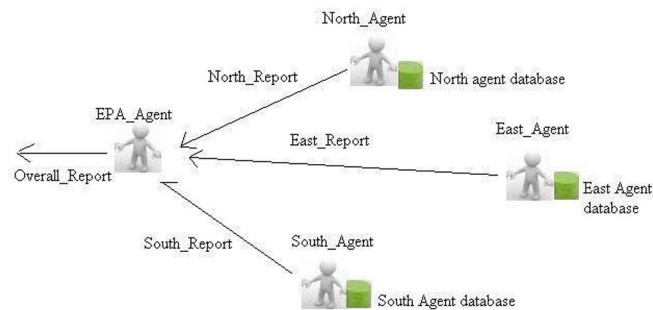 North_Agent
North_Report
North agent database
EPA_Agent
East_Report
East_Agent
Overall_Report
East Agent
database
South_Report
South_Agent
South Agent database